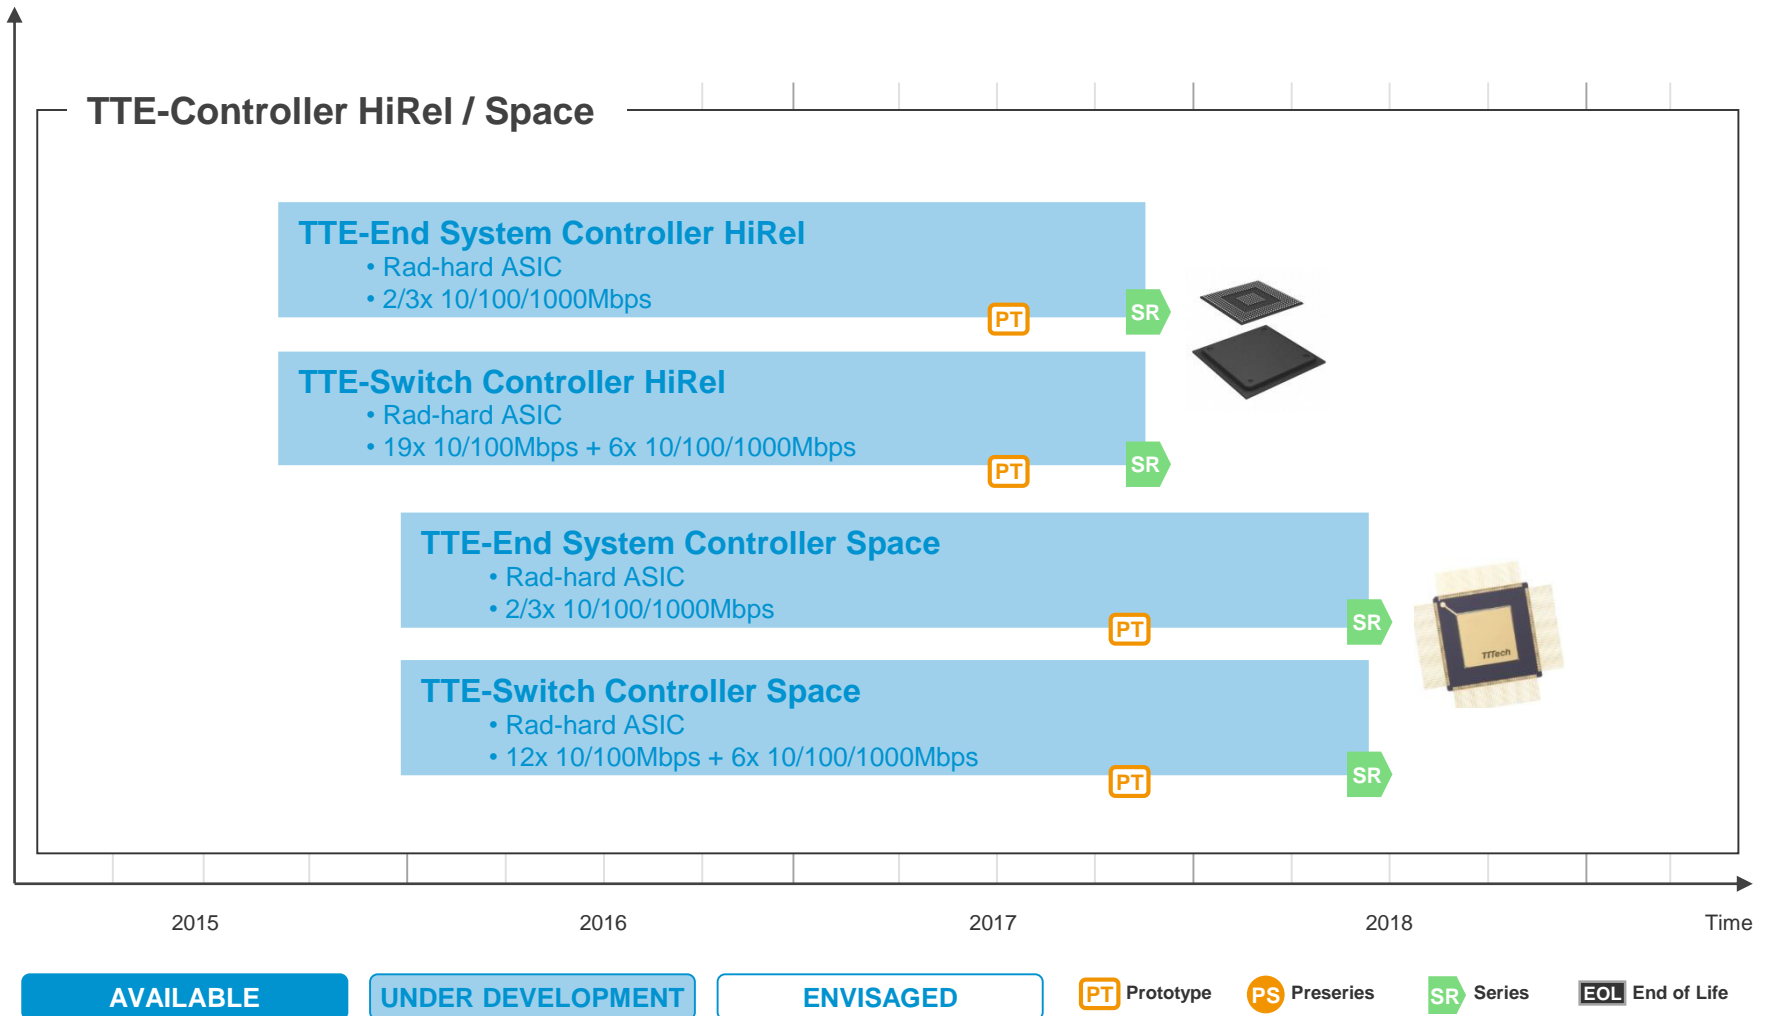 TTE-Controller HiRel / Space
TTE-End System Controller HiRel
• Rad-hard ASIC
• 2/3x 10/100/1000Mbps
PT
SR
TTE-Switch Controller HiRel
• Rad-hard ASIC
• 19x 10/100Mbps + 6x 10/100/1000Mbps
PT
SR
TTE-End System Controller Space
• Rad-hard ASIC
• 2/3x 10/100/1000Mbps
PT
SR
TTTech
TTE-Switch Controller Space
• Rad-hard ASIC
• 12x 10/100Mbps + 6x 10/100/1000Mbps
PT
SR
2015 2016 2017 2018 Time
AVAILABLE UNDER DEVELOPMENT ENVISAGED PT Prototype PS Preseries SR Series EOL End of Life